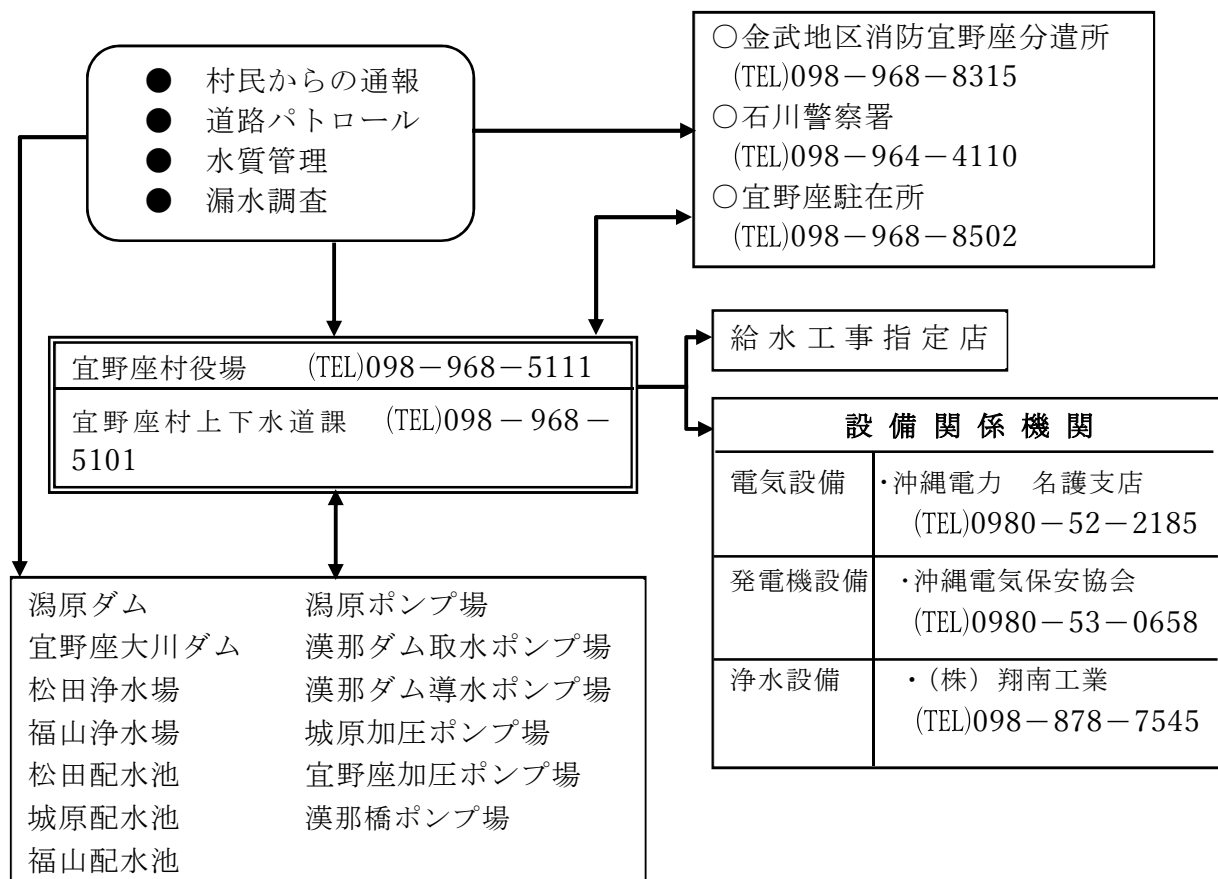 ● 村民からの通報
● 道路パトロール
● 水質管理
● 漏水調査
○金武地区消防宜野座分遣所
(TEL)098－968－8315
○石川警察署
(TEL)098－964－4110
○宜野座駐在所
(TEL)098－968－8502
宜野座村役場 (TEL)098－968－5111
宜野座村上下水道課 (TEL)098－968－
5101
給水工事指定店
設備関係機関
電気設備 ・沖縄電力 名護支店
(TEL)0980－52－2185
発電機設備 ・沖縄電気保安協会
(TEL)0980－53－0658
浄水設備 ・（株）翔南工業
(TEL)098－878－7545
潟原ダム 潟原ポンプ場
宜野座大川ダム 漢那ダム取水ポンプ場
松田浄水場 漢那ダム導水ポンプ場
福山浄水場 城原加圧ポンプ場
松田配水池 宜野座加圧ポンプ場
城原配水池 漢那橋ポンプ場
福山配水池